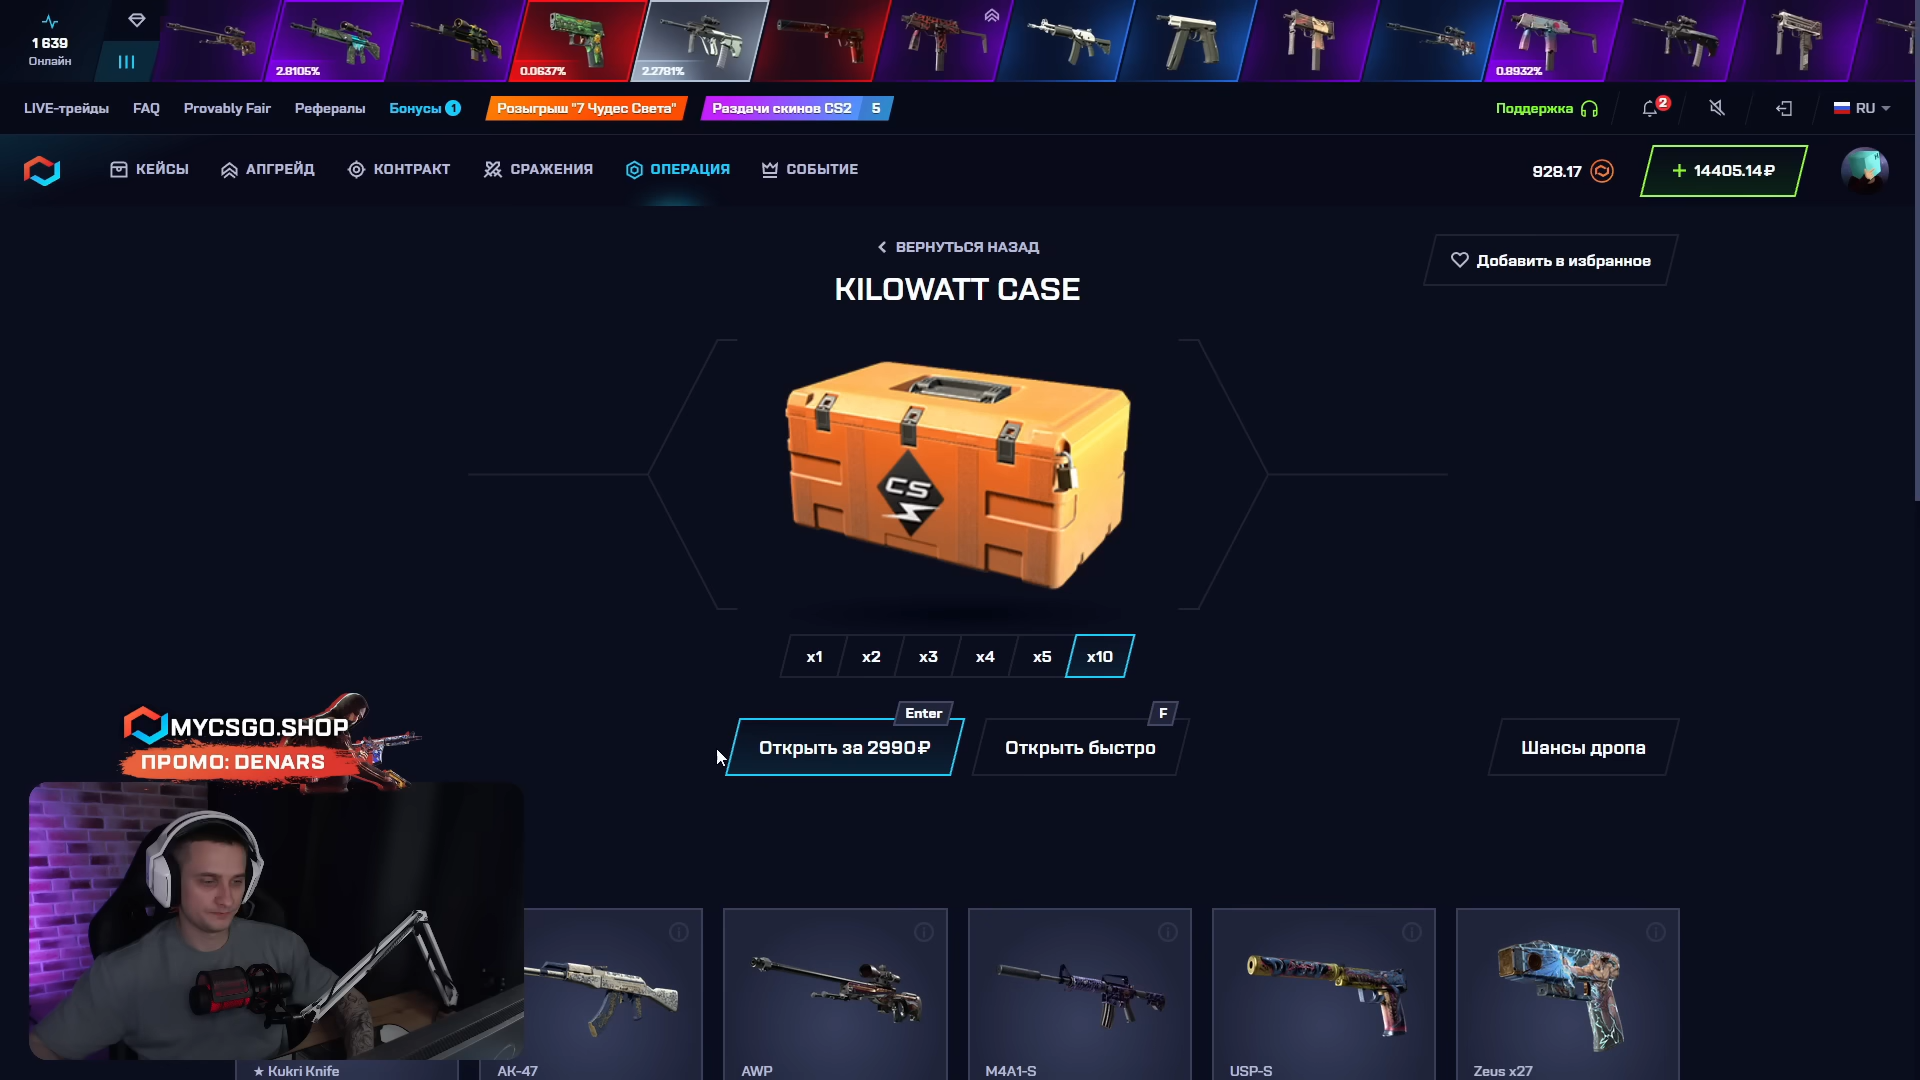 1 639
Онлайн
2.8105%
0.0637%
2.2781%
0.8932%
LIVE-трейды
FAQ
Provably Fair
Рефералы
Бонусы 1
Розыгрыш "7 Чудес Света"
Раздачи скинов CS2 5
Поддержка
2
RU
КЕЙСЫ
АПГРЕЙД
КОНТРАКТ
СРАЖЕНИЯ
ОПЕРАЦИЯ
СОБЫТИЕ
928.17
+ 14405.14₽
ВЕРНУТЬСЯ НАЗАД
Добавить в избранное
KILOWATT CASE
CS
x1
x2
x3
x4
x5
x10
Enter
F
Открыть за 2990₽
Открыть быстро
Шансы дропа
MYCSGO.SHOP
ПРОМО: DENARS
★ Kukri Knife
AK-47
AWP
M4A1-S
USP-S
Zeus x27